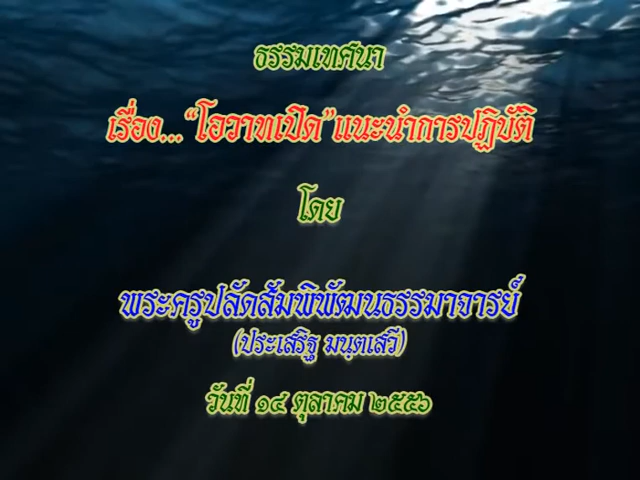 ธรรมเทศนา
เรื่อง...“โอวาทเปิด”แนะนำการปฏิบัติ
โดย
พระครูปลัดสัมพิพัฒนธรรมาจารย์
(ประเสริฐ มนฺตเสวี)
วันที่ ๑๔ ตุลาคม ๒๕๕๖